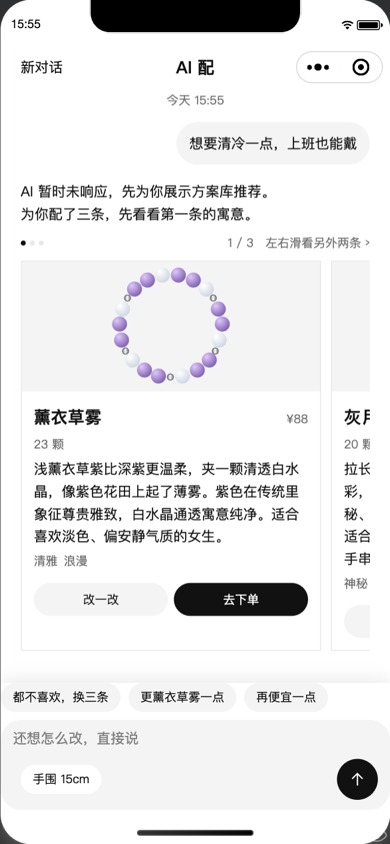 15:55
新对话
AI 配
今天 15:55
想要清冷一点，上班也能戴
AI 暂时未响应，先为你展示方案库推荐。
为你配了三条，先看看第一条的寓意。
1 / 3 左右滑看另外两条 >
薰衣草雾
¥88
23 颗
浅薰衣草紫比深紫更温柔，夹一颗清透白水
晶，像紫色花田上起了薄雾。紫色在传统里
象征尊贵雅致，白水晶通透寓意纯净。适合
喜欢淡色、偏安静气质的女生。
清雅 浪漫
改一改
去下单
灰月
20 颗
拉长
彩，
秘、
适合
手串
神秘
都不喜欢，换三条
更薰衣草雾一点
再便宜一点
还想怎么改，直接说
手围 15cm